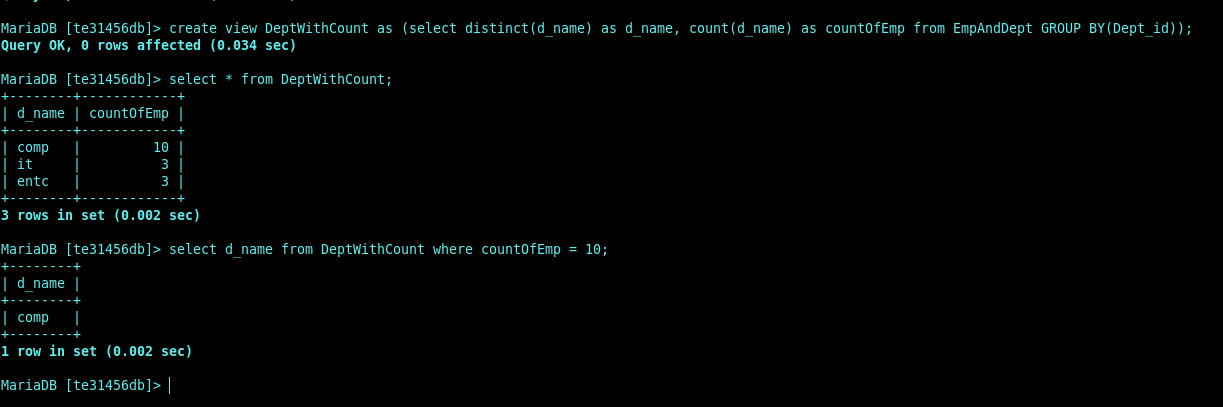 MariaDB [te31456db]> create view DeptWithCount as (select distinct(d_name) as d_name, count(d_name) as countOfEmp from EmpAndDept GROUP BY(Dept_id));
Query OK, 0 rows affected (0.034 sec)
MariaDB [te31456db]> select * from DeptWithCount;
+--------+------------+
| d_name | countOfEmp |
+--------+------------+
| comp   |         10 |
| it     |          3 |
| entc   |          3 |
+--------+------------+
3 rows in set (0.002 sec)
MariaDB [te31456db]> select d_name from DeptWithCount where countOfEmp = 10;
+--------+
| d_name |
+--------+
| comp   |
+--------+
1 row in set (0.002 sec)
MariaDB [te31456db]>